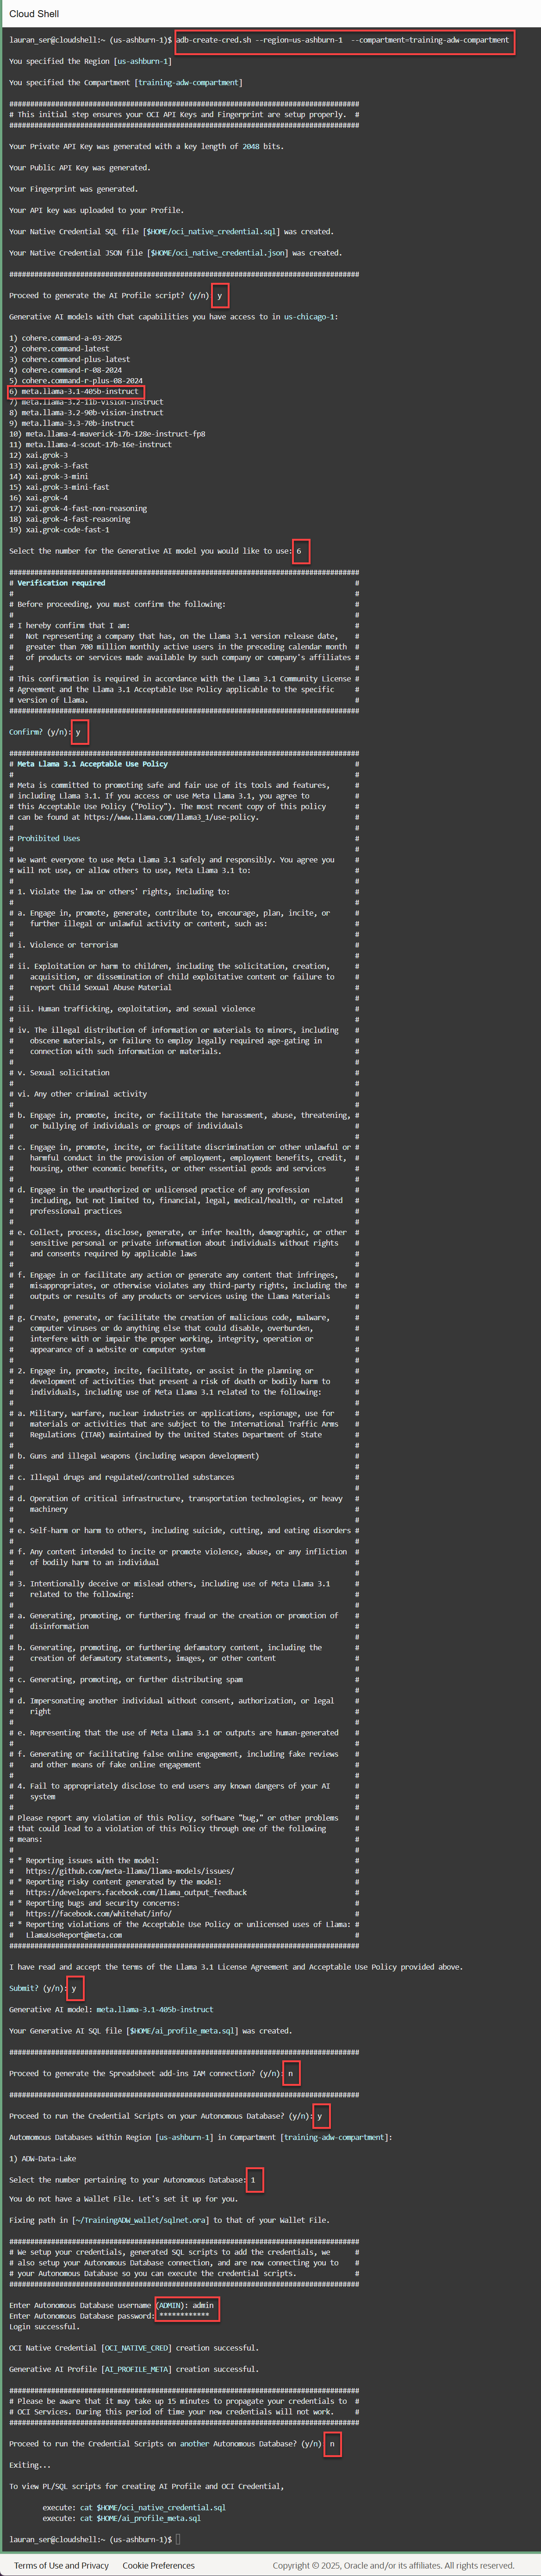 Cloud Shell
lauran_ser@cloudshell:~ (us-ashburn-1)$ adb-create-cred.sh --region=us-ashburn-1  --compartment=training-adw-compartment
You specified the Region [us-ashburn-1]
You specified the Compartment [training-adw-compartment]
####################################################################################
# This initial step ensures your OCI API Keys and Fingerprint are setup properly.  #
####################################################################################
Your Private API Key was generated with a key length of 2048 bits.
Your Public API Key was generated.
Your Fingerprint was generated.
Your API key was uploaded to your Profile.
Your Native Credential SQL file [$HOME/oci_native_credential.sql] was created.
Your Native Credential JSON file [$HOME/oci_native_credential.json] was created.
####################################################################################
Proceed to generate the AI Profile script? (y/n) y
Generative AI models with Chat capabilities you have access to in us-chicago-1:
1) cohere.command-a-03-2025
2) cohere.command-latest
3) cohere.command-plus-latest
4) cohere.command-r-08-2024
5) cohere.command-r-plus-08-2024
6) meta.llama-3.1-405b-instruct
7) meta.llama-3.2-11b-vision-instruct
8) meta.llama-3.2-90b-vision-instruct
9) meta.llama-3.3-70b-instruct
10) meta.llama-4-maverick-17b-128e-instruct-fp8
11) meta.llama-4-scout-17b-16e-instruct
12) xai.grok-3
13) xai.grok-3-fast
14) xai.grok-3-mini
15) xai.grok-3-mini-fast
16) xai.grok-4
17) xai.grok-4-fast-non-reasoning
18) xai.grok-4-fast-reasoning
19) xai.grok-code-fast-1
Select the number for the Generative AI model you would like to use: 6
####################################################################################
# Verification required #
# #
# Before proceeding, you must confirm the following: #
# #
# I hereby confirm that I am: #
#   Not representing a company that has, on the Llama 3.1 version release date, #
#   greater than 700 million monthly active users in the preceding calendar month #
#   of products or services made available by such company or company's affiliates #
# #
# This confirmation is required in accordance with the Llama 3.1 Community License #
# Agreement and the Llama 3.1 Acceptable Use Policy applicable to the specific #
# version of Llama. #
####################################################################################
Confirm? (y/n): y
####################################################################################
# Meta Llama 3.1 Acceptable Use Policy #
# #
# Meta is committed to promoting safe and fair use of its tools and features, #
# including Llama 3.1. If you access or use Meta Llama 3.1, you agree to #
# this Acceptable Use Policy ("Policy"). The most recent copy of this policy #
# can be found at https://www.llama.com/llama3_1/use-policy. #
# #
# Prohibited Uses #
# #
# We want everyone to use Meta Llama 3.1 safely and responsibly. You agree you #
# will not use, or allow others to use, Meta Llama 3.1 to: #
# #
# 1. Violate the law or others' rights, including to: #
# #
# a. Engage in, promote, generate, contribute to, encourage, plan, incite, or #
#    further illegal or unlawful activity or content, such as: #
# #
# i. Violence or terrorism #
# #
# ii. Exploitation or harm to children, including the solicitation, creation, #
#    acquisition, or dissemination of child exploitative content or failure to #
#    report Child Sexual Abuse Material #
# #
# iii. Human trafficking, exploitation, and sexual violence #
# #
# iv. The illegal distribution of information or materials to minors, including #
#    obscene materials, or failure to employ legally required age-gating in #
#    connection with such information or materials. #
# #
# v. Sexual solicitation #
# #
# vi. Any other criminal activity #
# #
# b. Engage in, promote, incite, or facilitate the harassment, abuse, threatening, #
#    or bullying of individuals or groups of individuals #
# #
# c. Engage in, promote, incite, or facilitate discrimination or other unlawful or #
#    harmful conduct in the provision of employment, employment benefits, credit, #
#    housing, other economic benefits, or other essential goods and services #
# #
# d. Engage in the unauthorized or unlicensed practice of any profession #
#    including, but not limited to, financial, legal, medical/health, or related #
#    professional practices #
# #
# e. Collect, process, disclose, generate, or infer health, demographic, or other #
#    sensitive personal or private information about individuals without rights #
#    and consents required by applicable laws #
# #
# f. Engage in or facilitate any action or generate any content that infringes, #
#    misappropriates, or otherwise violates any third-party rights, including the #
#    outputs or results of any products or services using the Llama Materials #
# #
# g. Create, generate, or facilitate the creation of malicious code, malware, #
#    computer viruses or do anything else that could disable, overburden, #
#    interfere with or impair the proper working, integrity, operation or #
#    appearance of a website or computer system #
# #
# 2. Engage in, promote, incite, facilitate, or assist in the planning or #
#    development of activities that present a risk of death or bodily harm to #
#    individuals, including use of Meta Llama 3.1 related to the following: #
# #
# a. Military, warfare, nuclear industries or applications, espionage, use for #
#    materials or activities that are subject to the International Traffic Arms #
#    Regulations (ITAR) maintained by the United States Department of State #
# #
# b. Guns and illegal weapons (including weapon development) #
# #
# c. Illegal drugs and regulated/controlled substances #
# #
# d. Operation of critical infrastructure, transportation technologies, or heavy #
#    machinery #
# #
# e. Self-harm or harm to others, including suicide, cutting, and eating disorders #
# #
# f. Any content intended to incite or promote violence, abuse, or any infliction #
#    of bodily harm to an individual #
# #
# 3. Intentionally deceive or mislead others, including use of Meta Llama 3.1 #
#    related to the following: #
# #
# a. Generating, promoting, or furthering fraud or the creation or promotion of #
#    disinformation #
# #
# b. Generating, promoting, or furthering defamatory content, including the #
#    creation of defamatory statements, images, or other content #
# #
# c. Generating, promoting, or further distributing spam #
# #
# d. Impersonating another individual without consent, authorization, or legal #
#    right #
# #
# e. Representing that the use of Meta Llama 3.1 or outputs are human-generated #
# #
# f. Generating or facilitating false online engagement, including fake reviews #
#    and other means of fake online engagement #
# #
# 4. Fail to appropriately disclose to end users any known dangers of your AI #
#    system #
# #
# Please report any violation of this Policy, software "bug," or other problems #
# that could lead to a violation of this Policy through one of the following #
# means: #
# #
# * Reporting issues with the model: #
#   https://github.com/meta-llama/llama-models/issues/ #
# * Reporting risky content generated by the model: #
#   https://developers.facebook.com/llama_output_feedback #
# * Reporting bugs and security concerns: #
#   https://facebook.com/whitehat/info/ #
# * Reporting violations of the Acceptable Use Policy or unlicensed uses of Llama: #
#   LlamaUseReport@meta.com #
####################################################################################
I have read and accept the terms of the Llama 3.1 License Agreement and Acceptable Use Policy provided above.
Submit? (y/n): y
Generative AI model: meta.llama-3.1-405b-instruct
Your Generative AI SQL file [$HOME/ai_profile_meta.sql] was created.
####################################################################################
Proceed to generate the Spreadsheet add-ins IAM connection? (y/n): n
####################################################################################
Proceed to run the Credential Scripts on your Autonomous Database? (y/n): y
Autonomous Databases within Region [us-ashburn-1] in Compartment [training-adw-compartment]:
1) ADW-Data-Lake
Select the number pertaining to your Autonomous Database: 1
You do not have a Wallet File. Let's set it up for you.
Fixing path in [~/TrainingADW_wallet/sqlnet.ora] to that of your Wallet File.
####################################################################################
# We setup your credentials, generated SQL scripts to add the credentials, we #
# also setup your Autonomous Database connection, and are now connecting you to #
# your Autonomous Database so you can execute the credential scripts. #
####################################################################################
Enter Autonomous Database username (ADMIN): admin
Enter Autonomous Database password: ************
Login successful.
OCI Native Credential [OCI_NATIVE_CRED] creation successful.
Generative AI Profile [AI_PROFILE_META] creation successful.
####################################################################################
# Please be aware that it may take up 15 minutes to propagate your credentials to #
# OCI Services. During this period of time your new credentials will not work. #
####################################################################################
Proceed to run the Credential Scripts on another Autonomous Database? (y/n) n
Exiting...
To view PL/SQL scripts for creating AI Profile and OCI Credential,
execute: cat $HOME/oci_native_credential.sql
execute: cat $HOME/ai_profile_meta.sql
lauran_ser@cloudshell:~ (us-ashburn-1)$
Terms of Use and Privacy Cookie Preferences Copyright © 2025, Oracle and/or its affiliates. All rights reserved.